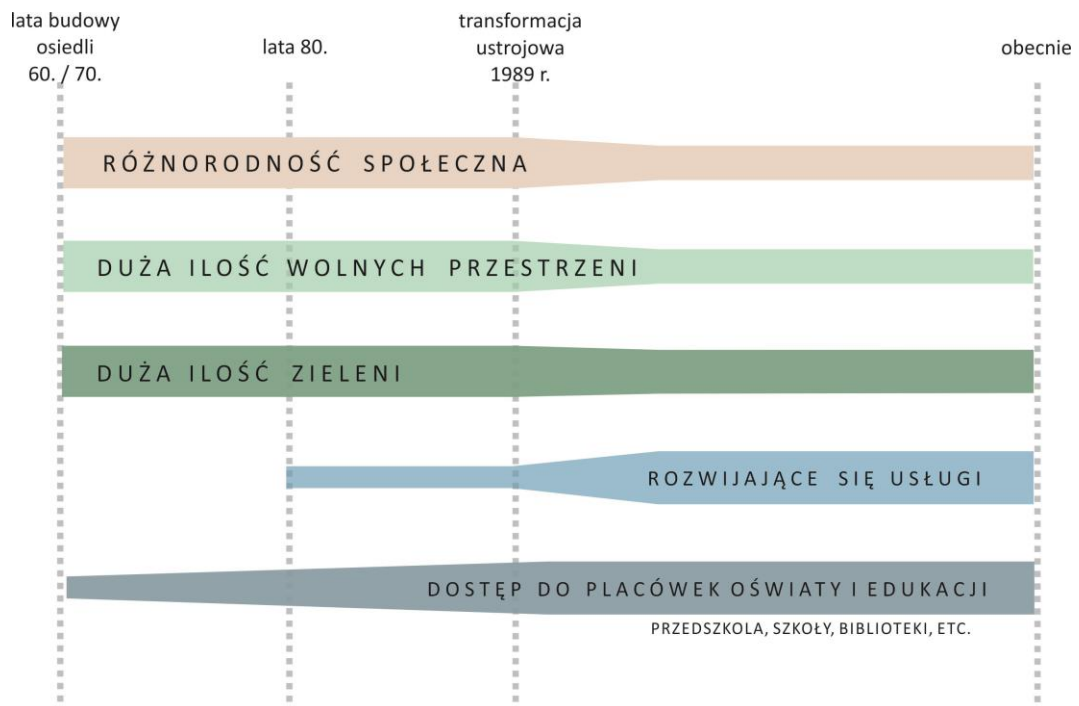 lata budowy
osiedli
60. / 70.
lata 80.
transformacja
ustrojowa
1989 r.
obecnie
RÓŻNORODNOŚĆ SPOŁECZNA
DUŻA ILOŚĆ WOLNYCH PRZESTRZENI
DUŻA ILOŚĆ ZIELENI
ROZWIJAJĄCE SIĘ USŁUGI
DOSTĘP DO PLACÓWEK OŚWIATY I EDUKACJI
PRZEDSZKOLA, SZKOŁY, BIBLIOTEKI, ETC.